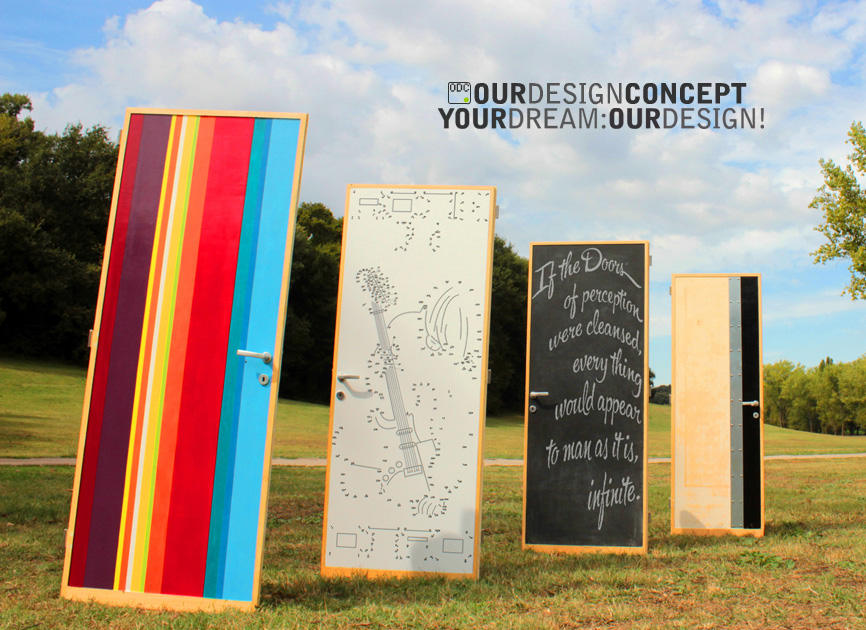 ODC OURDESIGNCONCEPT
YOURDREAM:OURDESIGN!
If the Doors
of perception
were cleansed,
every thing
would appear
to man as it is,
infinite.